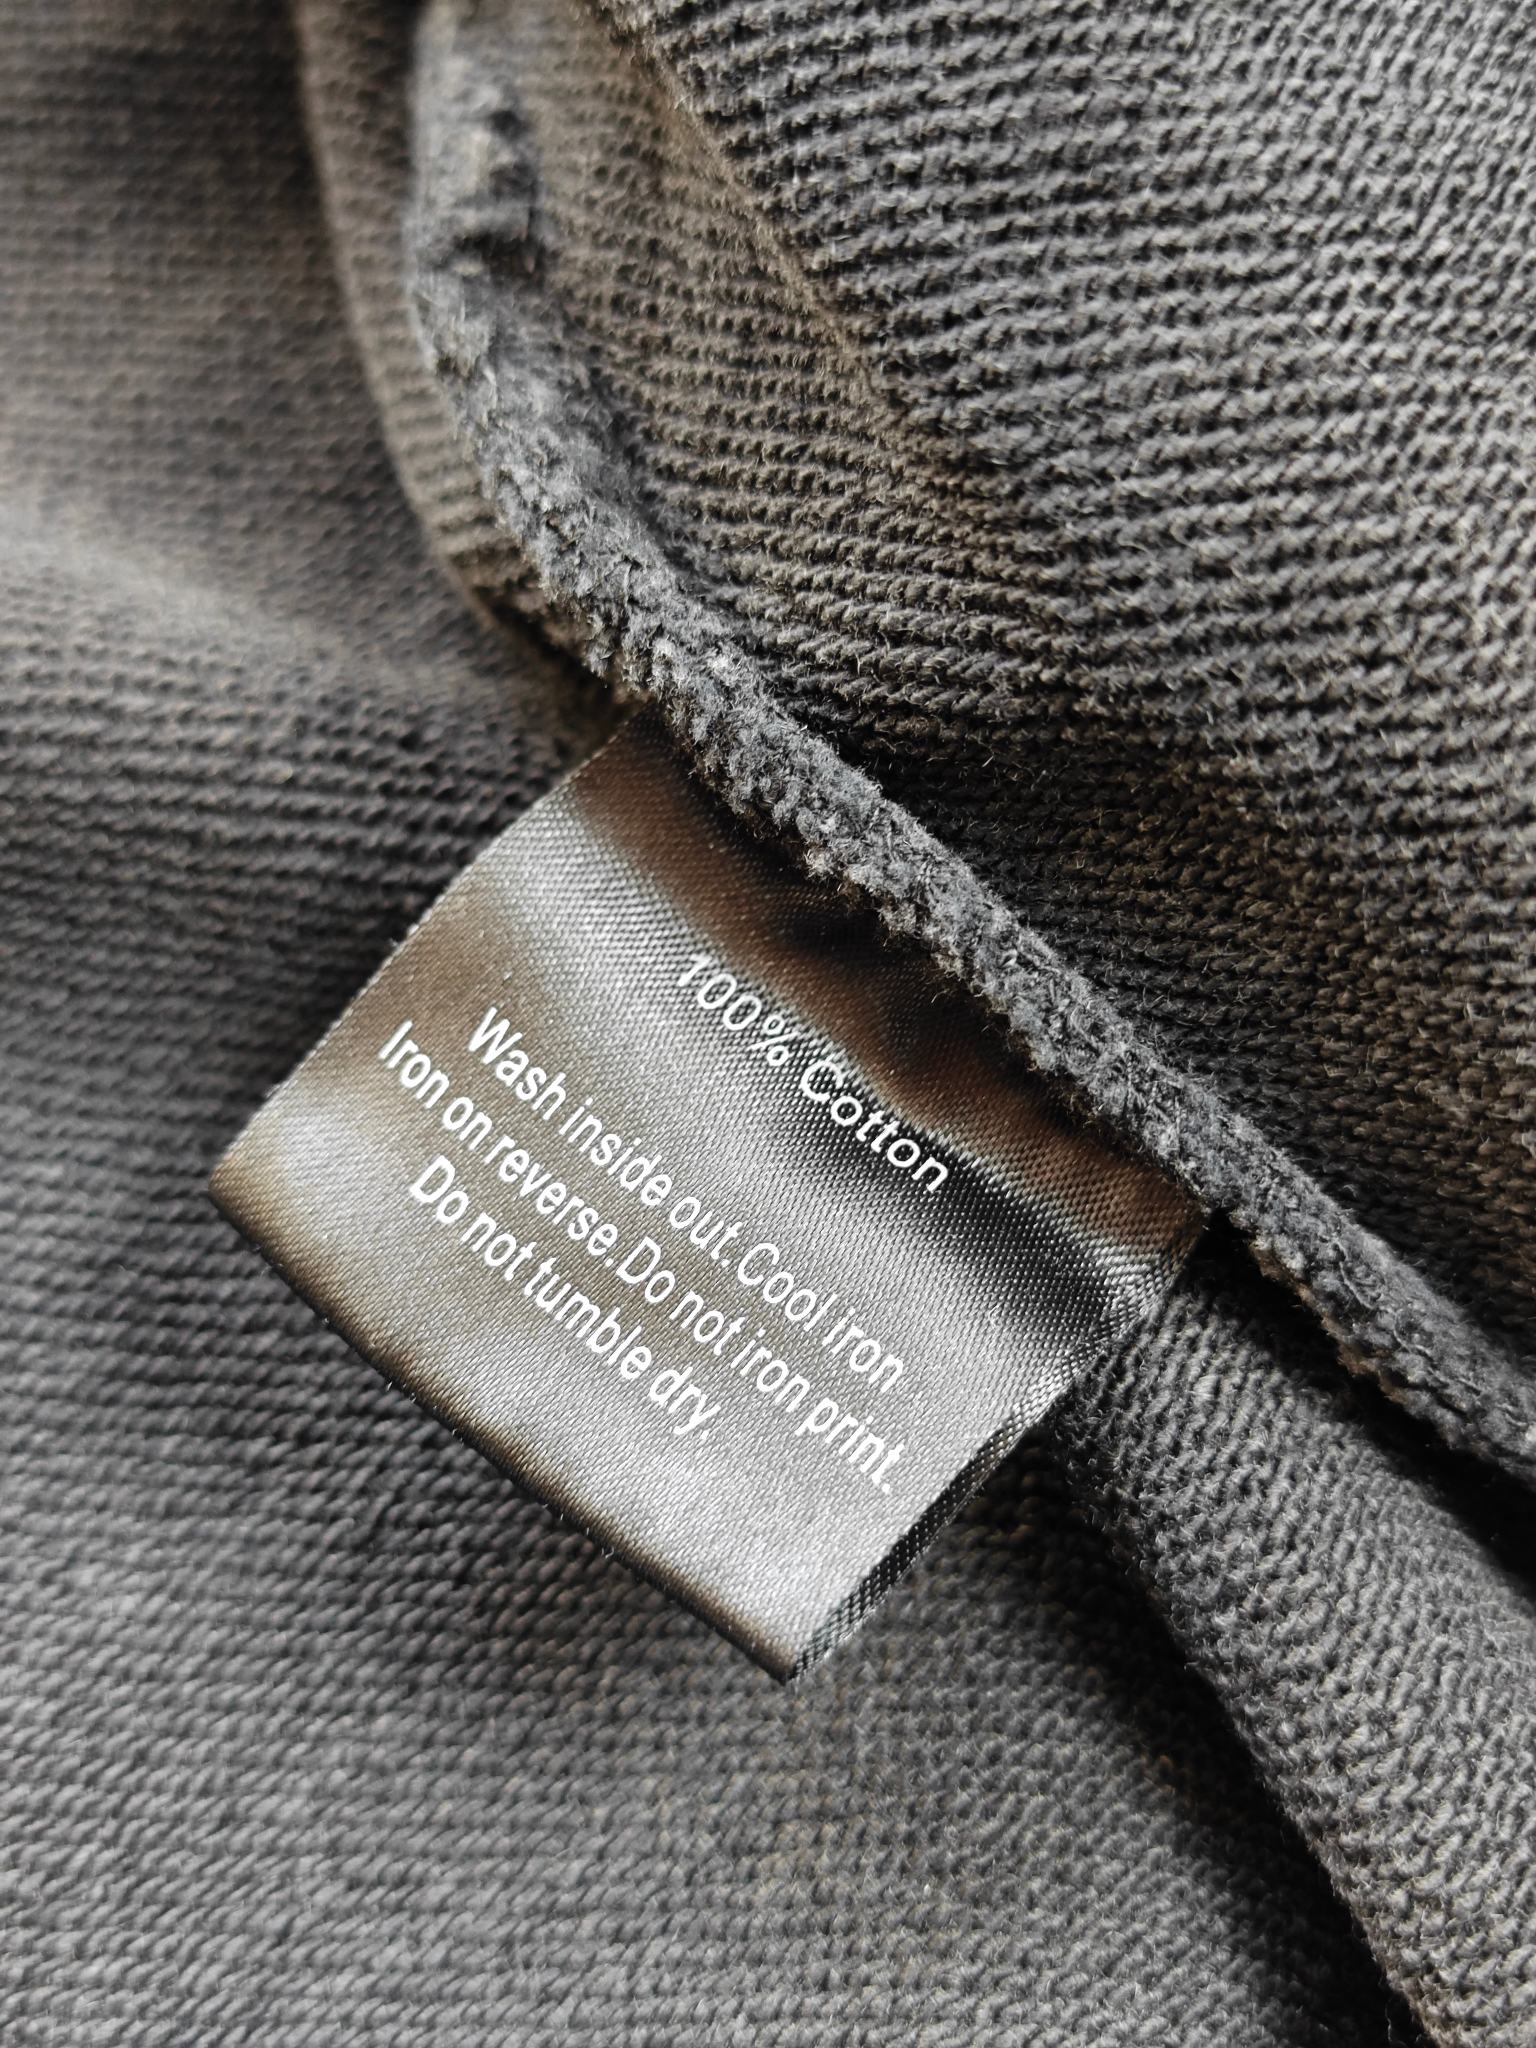 100% Cotton
Wash inside out.Cool iron
Iron on reverse.Do not iron print.
Do not tumble dry.